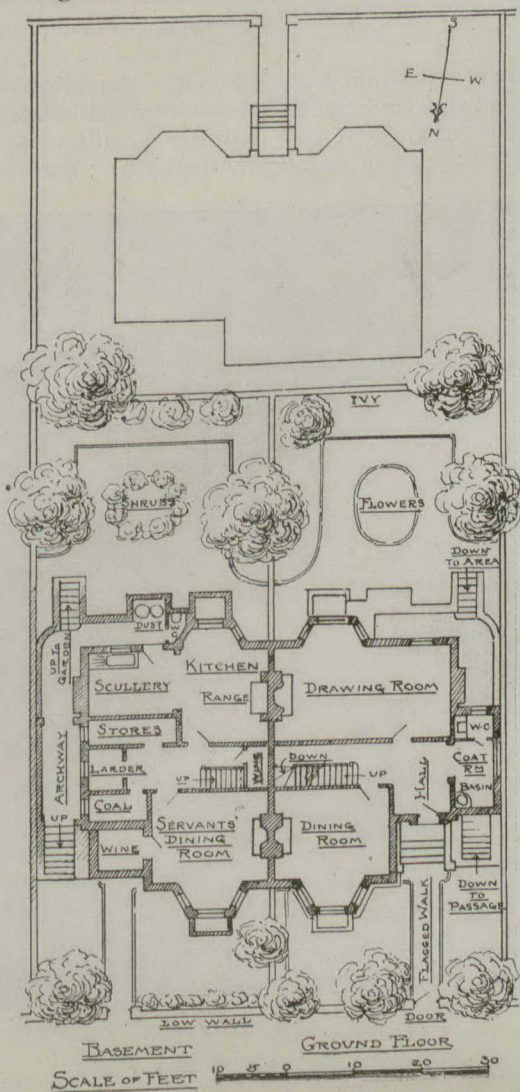 S
E W
N
IVY
SHRUBS
FLOWERS
DOWN
TO AREA
DUST
UP TO
GARDEN
KITCHEN
SCULLERY
RANGE
DRAWING ROOM
STORES
W.C
ARCHWAY
LARDER
UP
DOWN
UP
HALL
COAT
RM
COAL
BASIN
UP
SERVANTS'
DINING
ROOM
DINING
ROOM
WINE
DOWN
TO
PASSAGE
FLAGGED WALK
DOOR
LOW WALL
BASEMENT
GROUND FLOOR
SCALE OF FEET
10 5 0 10 20 30